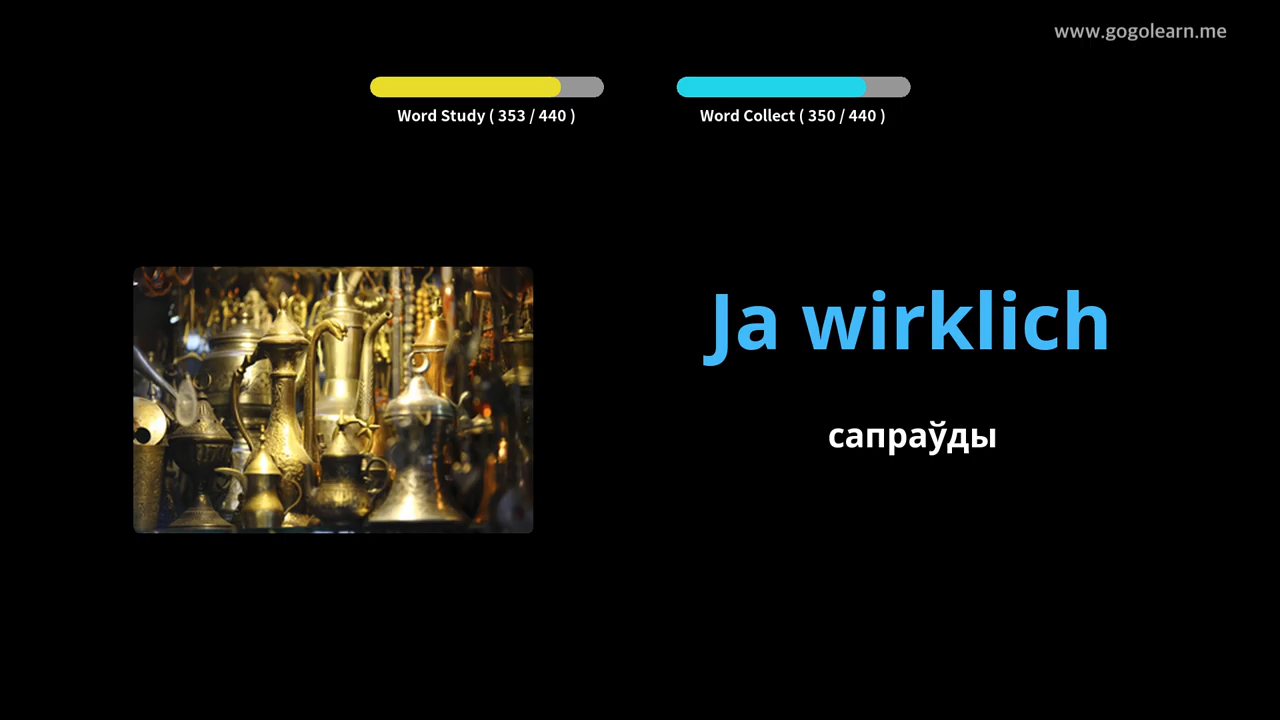 www.gogolearn.me
Word Study ( 353 / 440 )
Word Collect ( 350 / 440 )
Ja wirklich
сапраўды